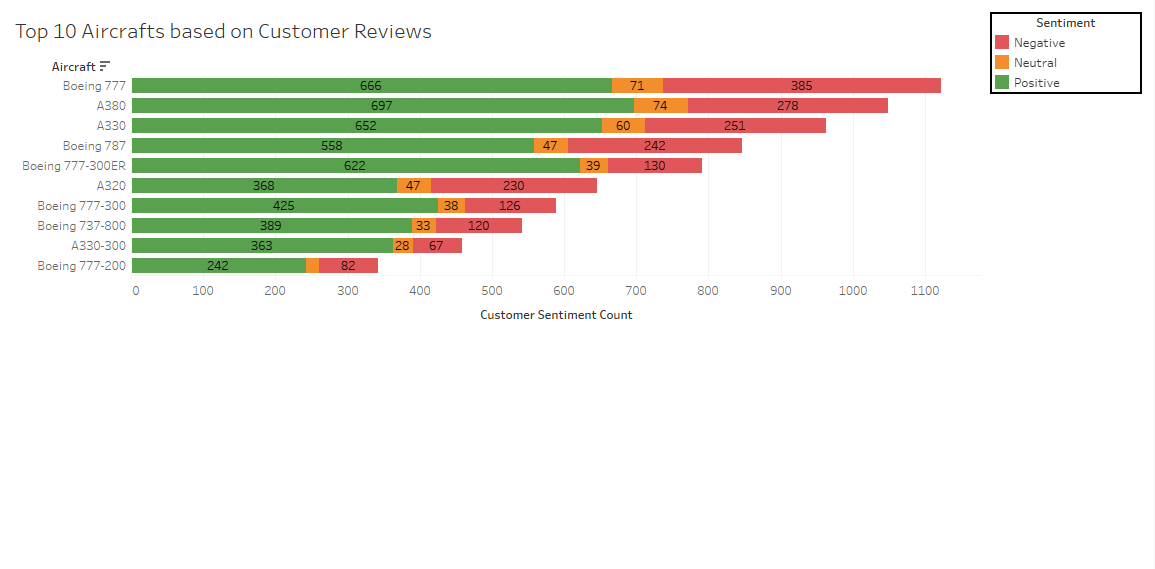 Top 10 Aircrafts based on Customer Reviews
Sentiment
Negative
Neutral
Positive
Aircraft
Boeing 777 666 71 385
A380 697 74 278
A330 652 60 251
Boeing 787 558 47 242
Boeing 777-300ER 622 39 130
A320 368 47 230
Boeing 777-300 425 38 126
Boeing 737-800 389 33 120
A330-300 363 28 67
Boeing 777-200 242 82
0 100 200 300 400 500 600 700 800 900 1000 1100
Customer Sentiment Count